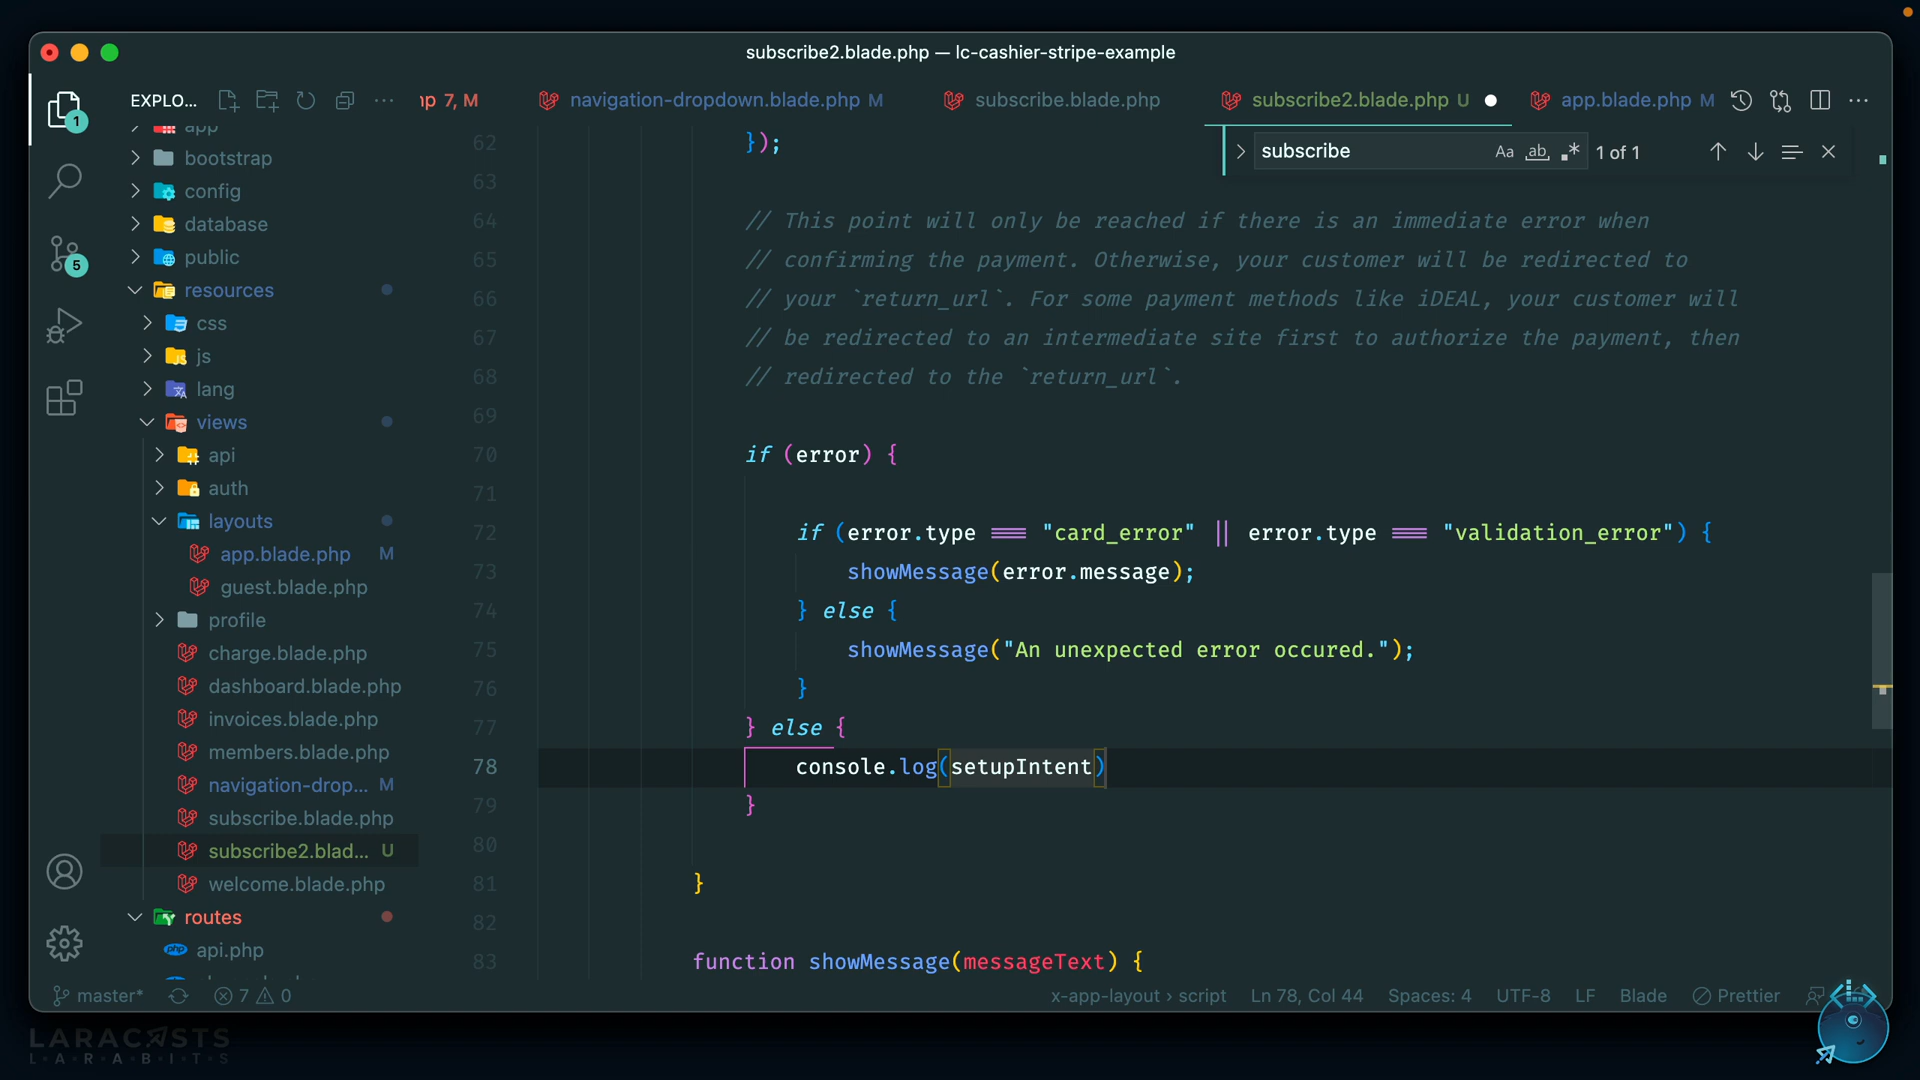 subscribe2.blade.php — lc-cashier-stripe-example
EXPLO...
np 7, M
navigation-dropdown.blade.php M
subscribe.blade.php
subscribe2.blade.php U
app.blade.php M
subscribe
Aa
ab
1 of 1
1
5
app
bootstrap
config
database
public
resources
css
js
lang
views
api
auth
layouts
app.blade.php M
guest.blade.php
profile
charge.blade.php
dashboard.blade.php
invoices.blade.php
members.blade.php
navigation-drop... M
subscribe.blade.php
subscribe2.blad... U
welcome.blade.php
routes
api.php
62 });
63
64 // This point will only be reached if there is an immediate error when
65 // confirming the payment. Otherwise, your customer will be redirected to
66 // your `return_url`. For some payment methods like iDEAL, your customer will
67 // be redirected to an intermediate site first to authorize the payment, then
68 // redirected to the `return_url`.
69
70 if (error) {
71
72 if (error.type === "card_error" || error.type === "validation_error") {
73 showMessage(error.message);
74 } else {
75 showMessage("An unexpected error occured.");
76 }
77 } else {
78 console.log(setupIntent)
79 }
80
81 }
82
83 function showMessage(messageText) {
master*
7
0
x-app-layout › script
Ln 78, Col 44
Spaces: 4
UTF-8
LF
Blade
Prettier
LARACASTS
L·A·R·A·B·I·T·S